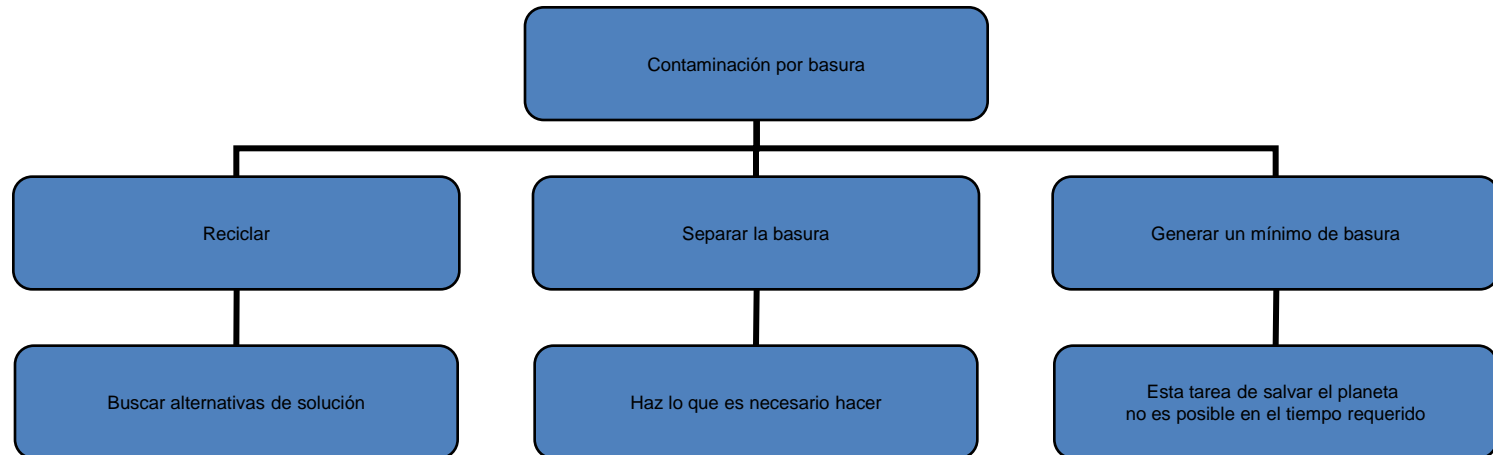 Contaminación por basura
Reciclar
Separar la basura
Generar un mínimo de basura
Buscar alternativas de solución
Haz lo que es necesario hacer
Esta tarea de salvar el planeta
no es posible en el tiempo requerido